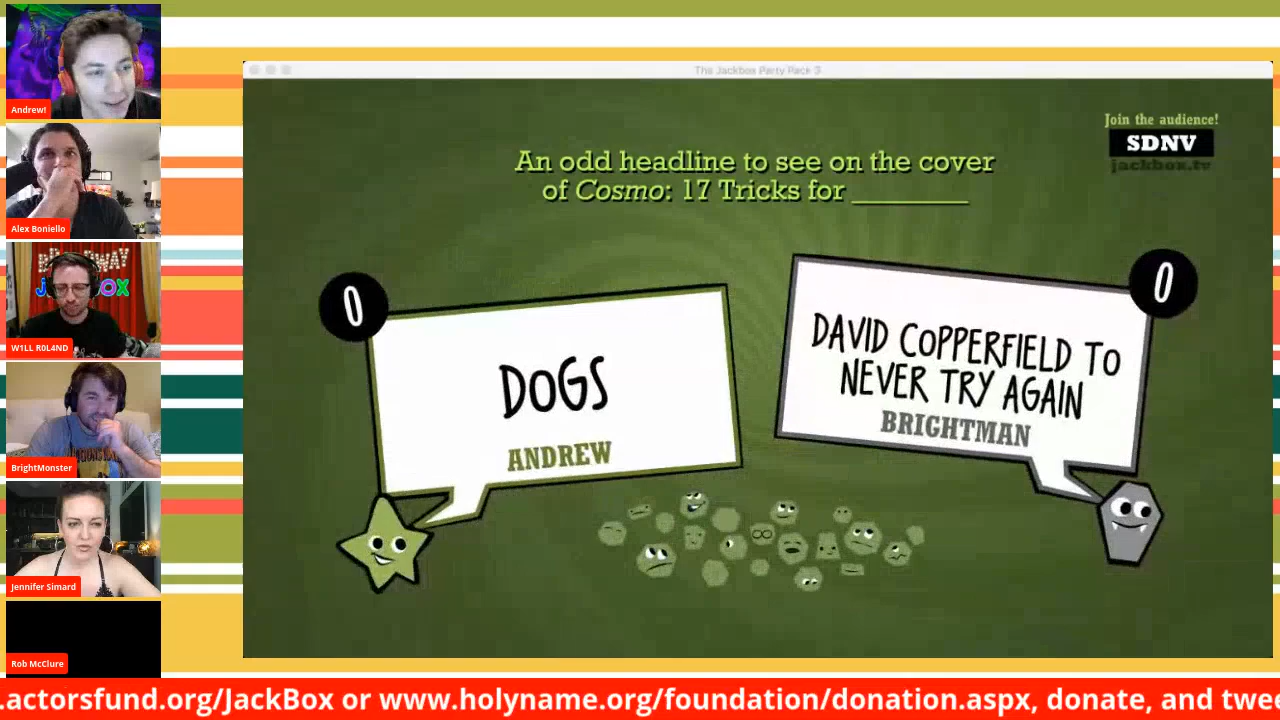 Andrew!
Alex Boniello
BROADWAY
W1LL R0L4ND
BrightMonster
Jennifer Simard
Rob McClure
The Jackbox Party Pack 3
Join the audience!
SDNV
jackbox.tv
An odd headline to see on the cover
of Cosmo: 17 Tricks for ________
0
DOGS
ANDREW
0
DAVID COPPERFIELD TO
NEVER TRY AGAIN
BRIGHTMAN
.actorsfund.org/JackBox or www.holyname.org/foundation/donation.aspx, donate, and twee